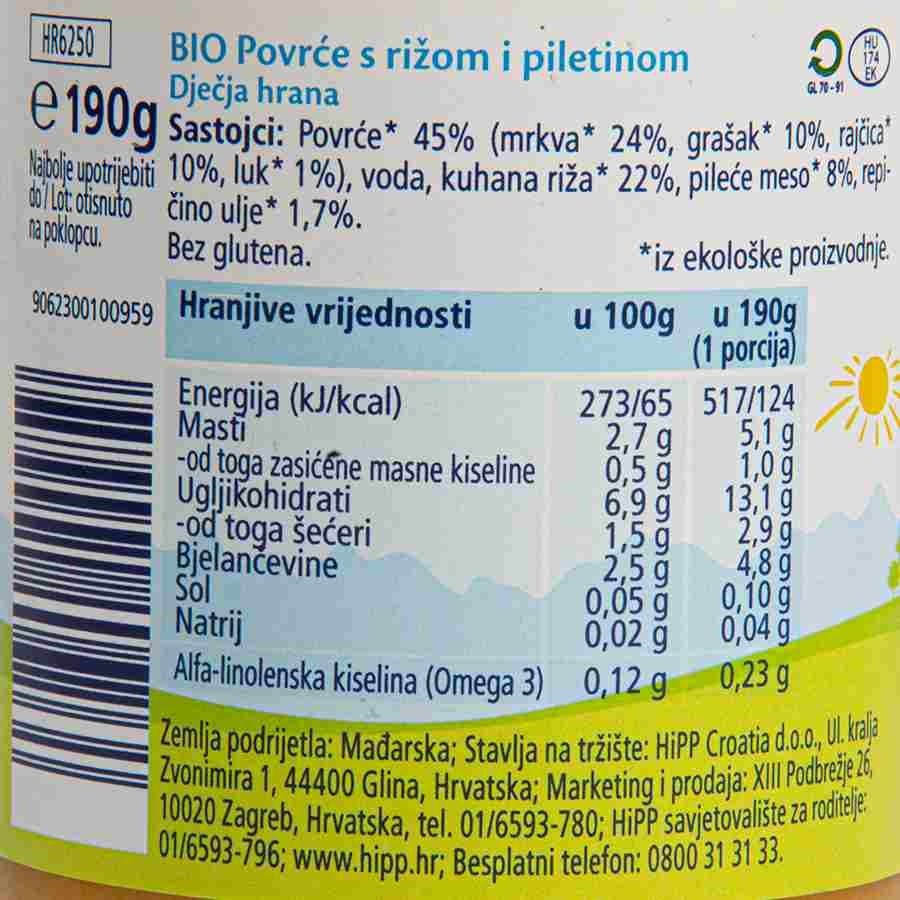 HR6250
BIO Povrće s rižom i piletinom
Dječja hrana
GL 70-91
HU
174
EK
e190g
Sastojci: Povrće* 45% (mrkva* 24%, grašak* 10%, rajčica*
10%, luk* 1%), voda, kuhana riža* 22%, pileće meso* 8%, repi-
čino ulje* 1,7%.
Bez glutena.
*iz ekološke proizvodnje.
Najbolje upotrijebiti
do / Lot: otisnuto
na poklopcu.
9062300100959
Hranjive vrijednosti u 100g u 190g
(1 porcija)
Energija (kJ/kcal) 273/65 517/124
Masti 2,7 g 5,1 g
-od toga zasićéne masne kiseline 0,5 g 1,0 g
Ugljikohidrati 6,9 g 13,1 g
-od toga šećeri 1,5 g 2,9 g
Bjelančevine 2,5 g 4,8 g
Sol 0,05 g 0,10 g
Natrij 0,02 g 0,04 g
Alfa-linolenska kiselina (Omega 3) 0,12 g 0,23 g
Zemlja podrijetla: Mađarska; Stavlja na tržište: HiPP Croatia d.o.o., Ul. kralja
Zvonimira 1, 44400 Glina, Hrvatska; Marketing i prodaja: XIII Podbrežje 26,
10020 Zagreb, Hrvatska, tel. 01/6593-780; HiPP savjetovalište za roditelje:
01/6593-796; www.hipp.hr; Besplatni telefon: 0800 31 31 33.